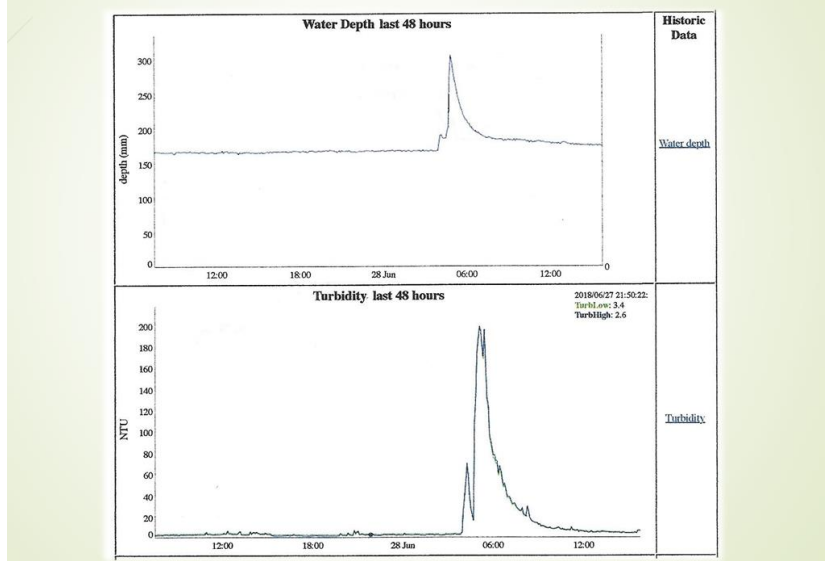 Water Depth last 48 hours
Historic
Data
300
250
200
150
100
50
0
depth (mm)
0
12:00
18:00
28 Jun
06:00
12:00
Water depth
Turbidity last 48 hours
2018/06/27 21:50:22:
TurbLow: 3.4
TurbHigh: 2.6
200
180
160
140
120
100
80
60
40
20
0
NTU
12:00
18:00
28 Jun
06:00
12:00
Turbidity